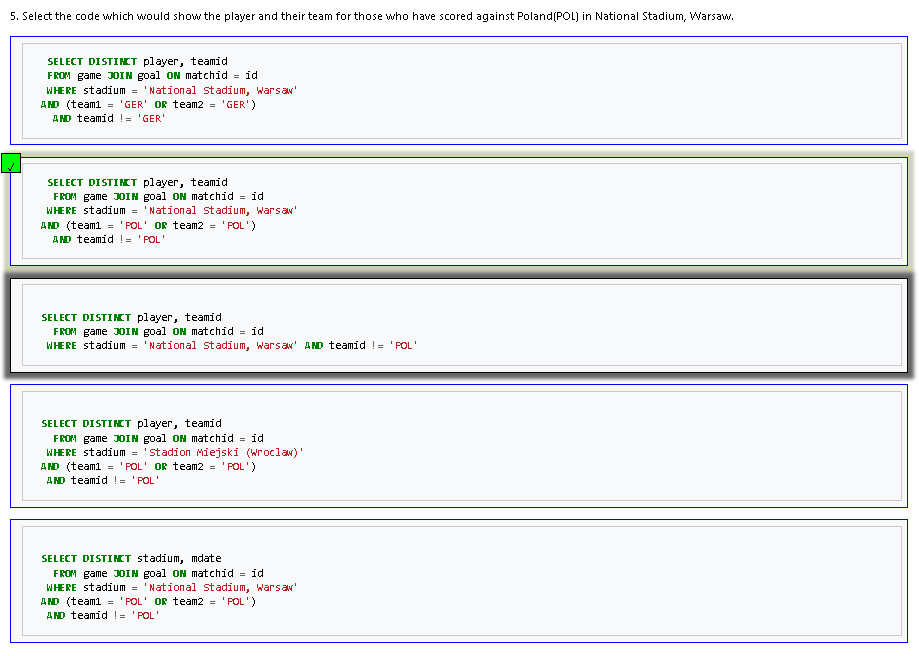 5. Select the code which would show the player and their team for those who have scored against Poland(POL) in National Stadium, Warsaw.
SELECT DISTINCT player, teamid
FROM game JOIN goal ON matchid = id
WHERE stadium = 'National Stadium, Warsaw'
AND (team1 = 'GER' OR team2 = 'GER')
AND teamid != 'GER'
✓
SELECT DISTINCT player, teamid
FROM game JOIN goal ON matchid = id
WHERE stadium = 'National Stadium, Warsaw'
AND (team1 = 'POL' OR team2 = 'POL')
AND teamid != 'POL'
SELECT DISTINCT player, teamid
FROM game JOIN goal ON matchid = id
WHERE stadium = 'National Stadium, Warsaw' AND teamid != 'POL'
SELECT DISTINCT player, teamid
FROM game JOIN goal ON matchid = id
WHERE stadium = 'Stadion Miejski (Wroclaw)'
AND (team1 = 'POL' OR team2 = 'POL')
AND teamid != 'POL'
SELECT DISTINCT stadium, mdate
FROM game JOIN goal ON matchid = id
WHERE stadium = 'National Stadium, Warsaw'
AND (team1 = 'POL' OR team2 = 'POL')
AND teamid != 'POL'